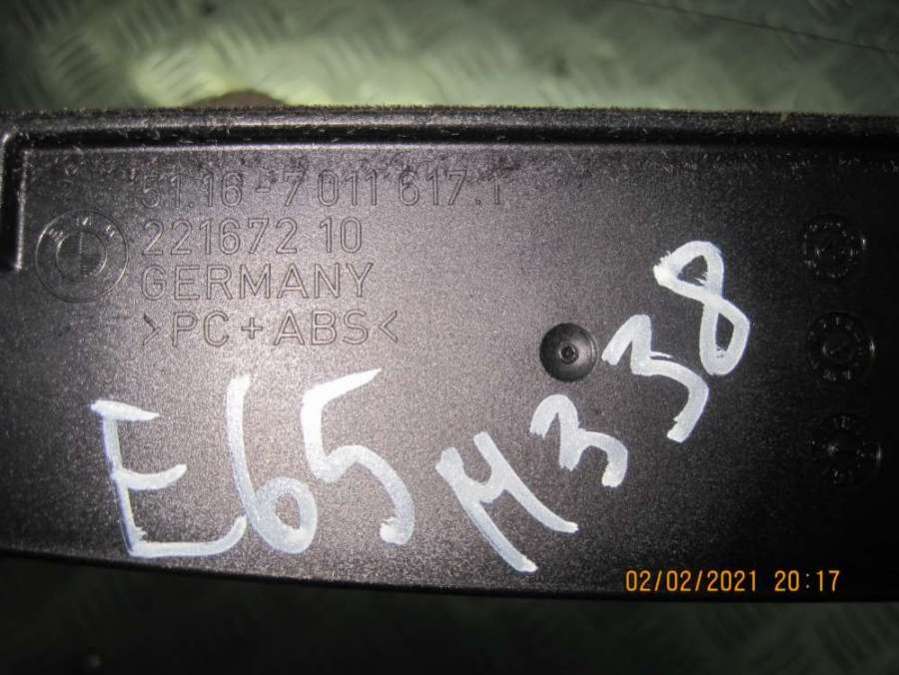 51.16-7 011 617.1
221672 10
GERMANY
>PC+ABS<
E65
M338
02/02/2021 20:17